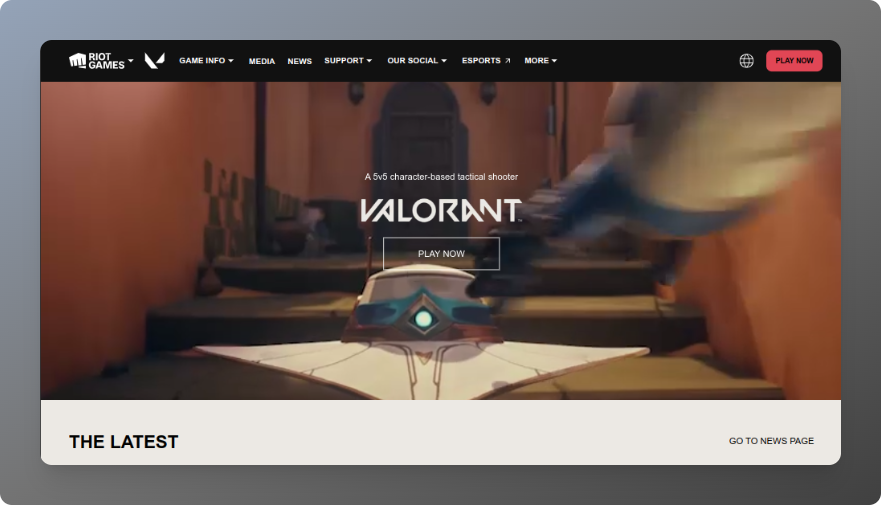 RIOT GAMES
GAME INFO MEDIA NEWS SUPPORT OUR SOCIAL ESPORTS MORE PLAY NOW
A 5v5 character-based tactical shooter
VALORANT
PLAY NOW
THE LATEST GO TO NEWS PAGE